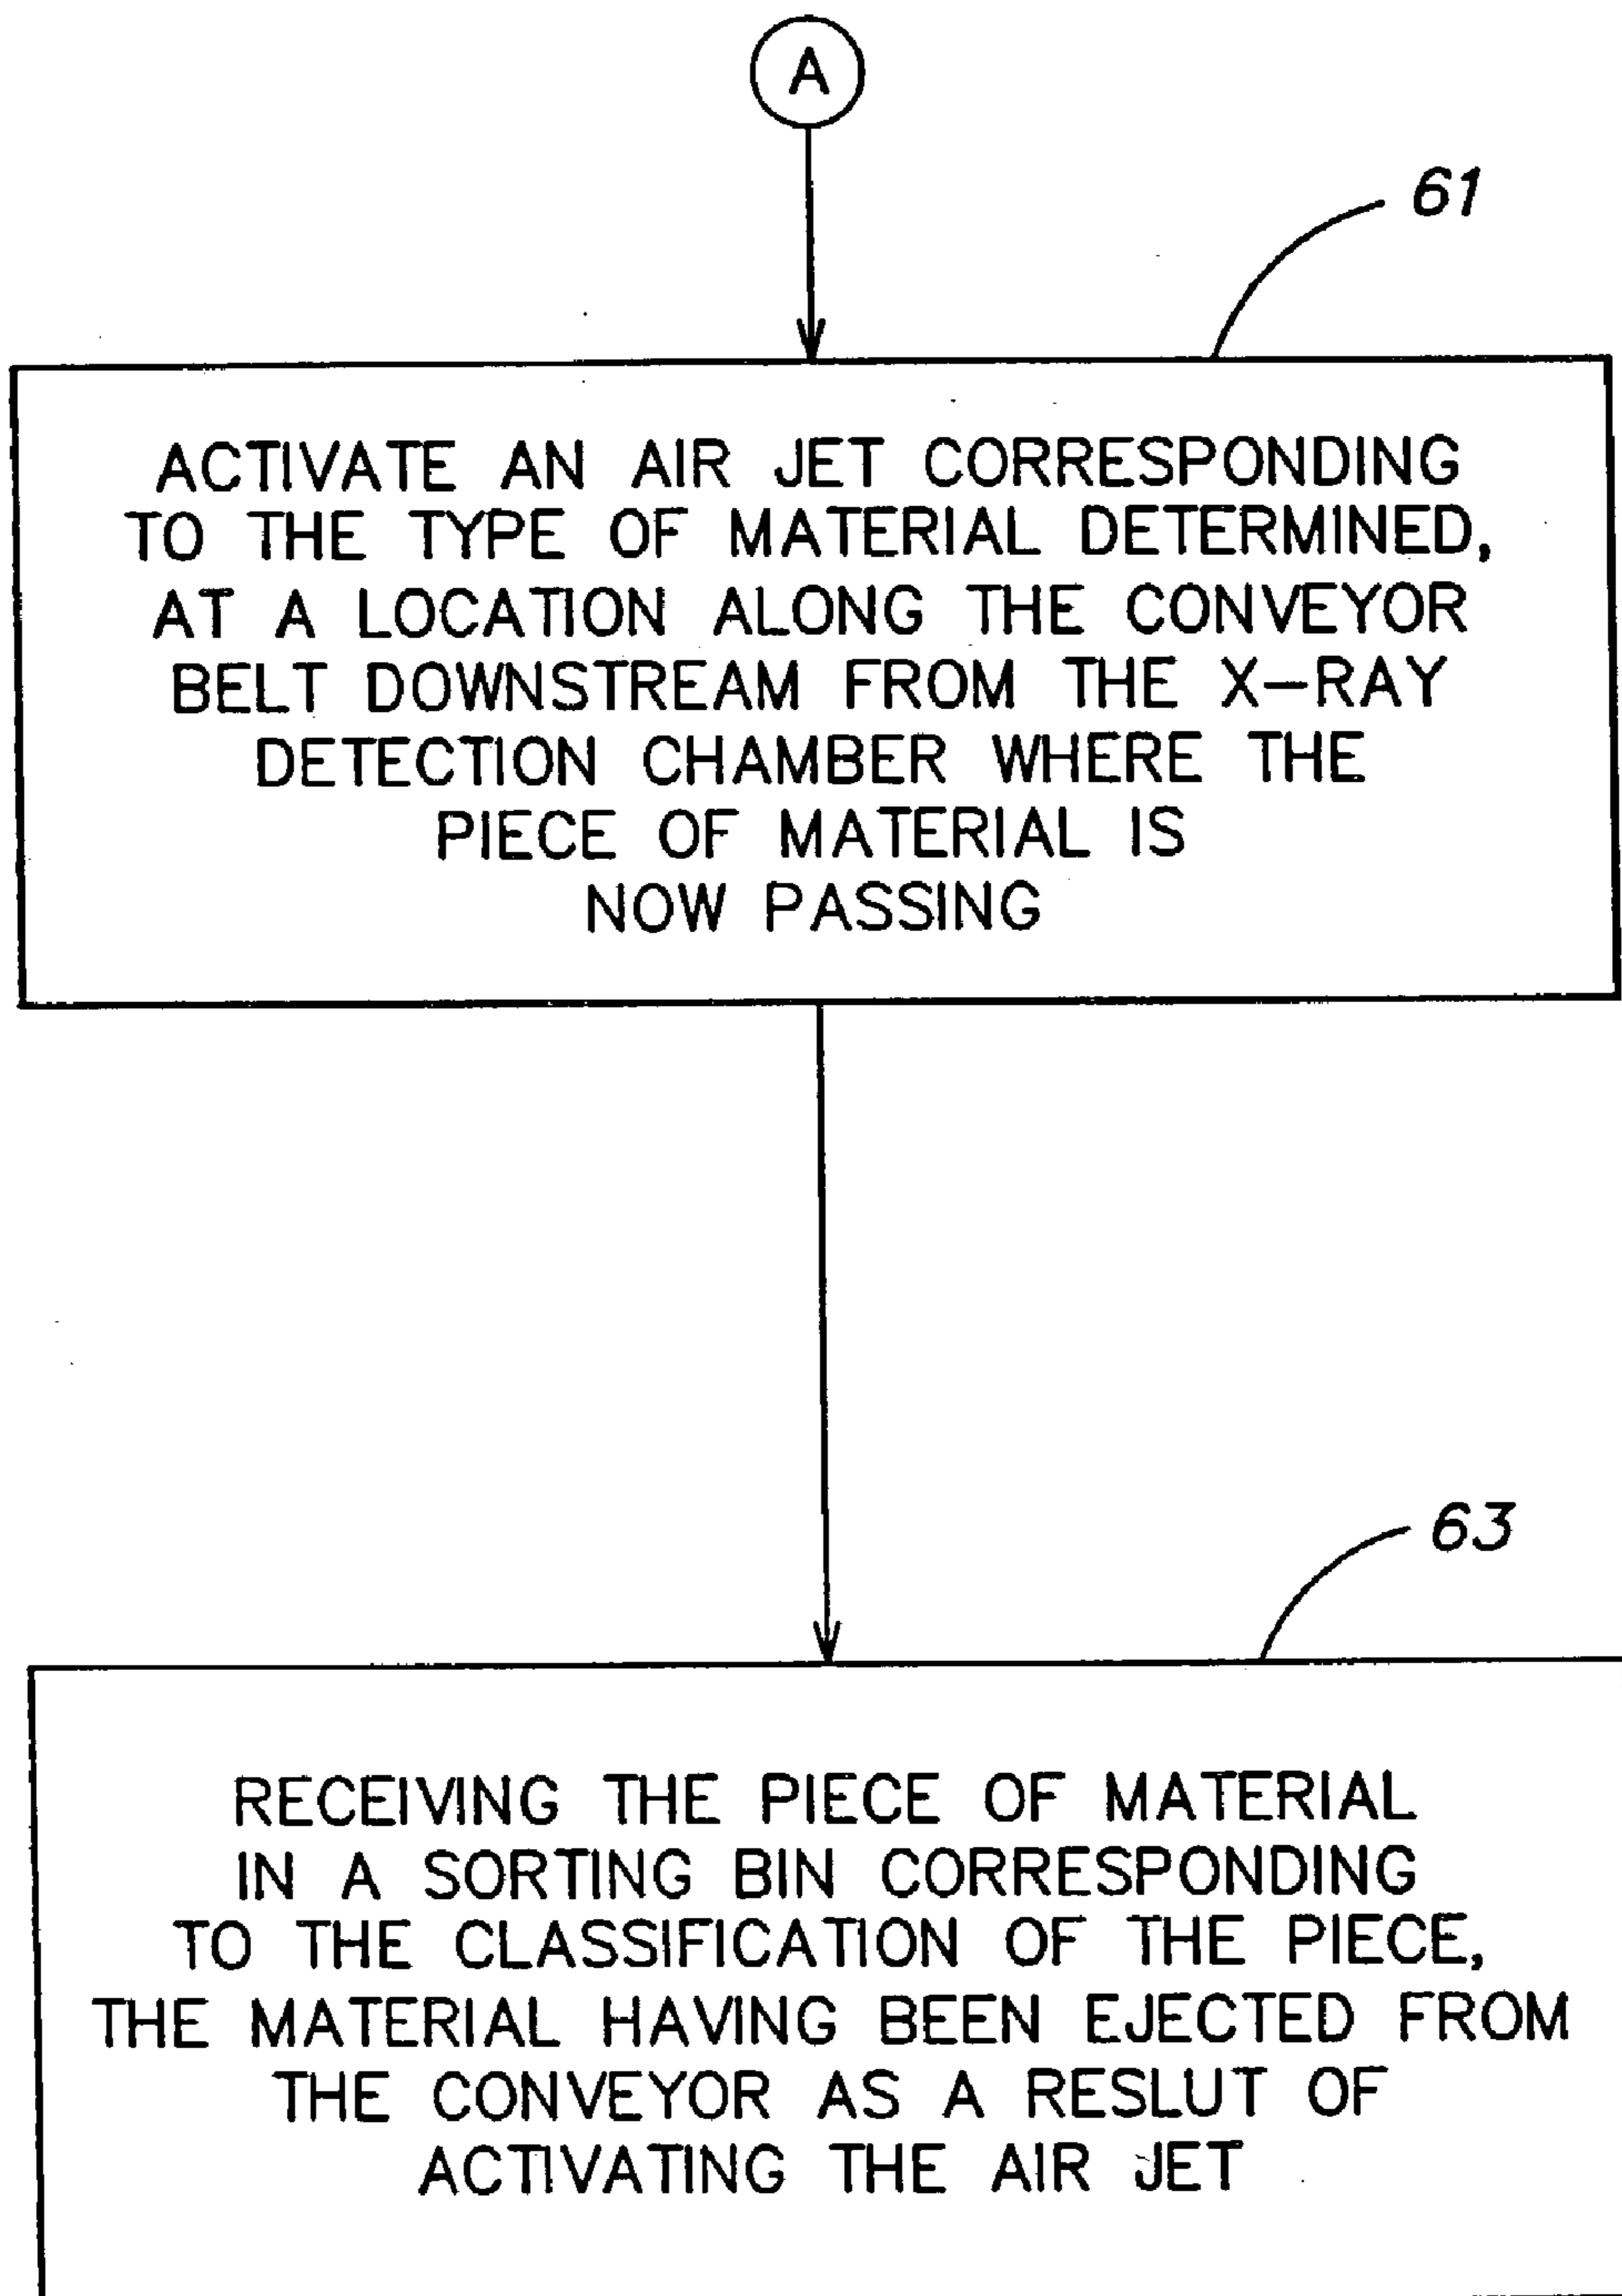 A
61
ACTIVATE AN AIR JET CORRESPONDING
TO THE TYPE OF MATERIAL DETERMINED,
AT A LOCATION ALONG THE CONVEYOR
BELT DOWNSTREAM FROM THE X–RAY
DETECTION CHAMBER WHERE THE
PIECE OF MATERIAL IS
NOW PASSING
63
RECEIVING THE PIECE OF MATERIAL
IN A SORTING BIN CORRESPONDING
TO THE CLASSIFICATION OF THE PIECE,
THE MATERIAL HAVING BEEN EJECTED FROM
THE CONVEYOR AS A RESLUT OF
ACTIVATING THE AIR JET